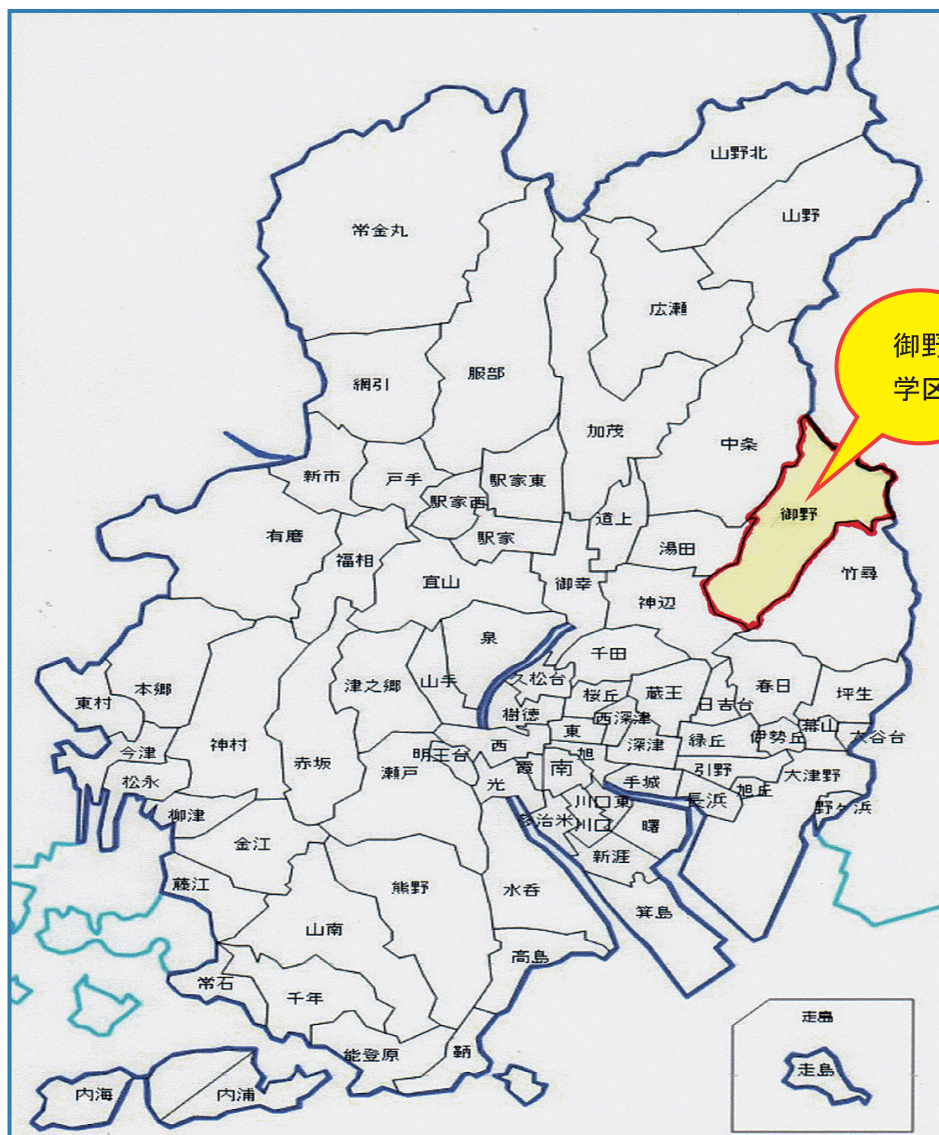 山野北
山野
常金丸
広瀬
御野
学区
服部
網引
加茂
中条
新市
戸手
駅家東
駅家西
道上
御野
有磨
駅家
湯田
福相
竹尋
宜山
御幸
神辺
泉
千田
久松台
津之郷
山手
桜丘
蔵王
春日
坪生
東村
本郷
日吉台
樹徳
西深津
幕山
神村
東
緑丘
伊勢丘
大谷台
今津
赤坂
明王台
西
旭
深津
松永
瀬戸
霞
南
引野
大津野
光
手城
長浜
旭丘
野々浜
柳津
川口東
多治米
川口
曙
金江
新涯
藤江
熊野
水呑
箕島
山南
高島
常石
千年
走島
能登原
鞆
走島
内海
内浦